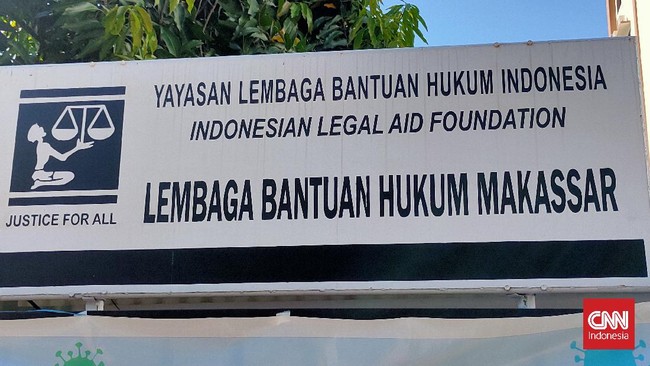 YAYASAN LEMBAGA BANTUAN HUKUM INDONESIA
INDONESIAN LEGAL AID FOUNDATION
LEMBAGA BANTUAN HUKUM MAKASSAR
JUSTICE FOR ALL
CNN
Indonesia